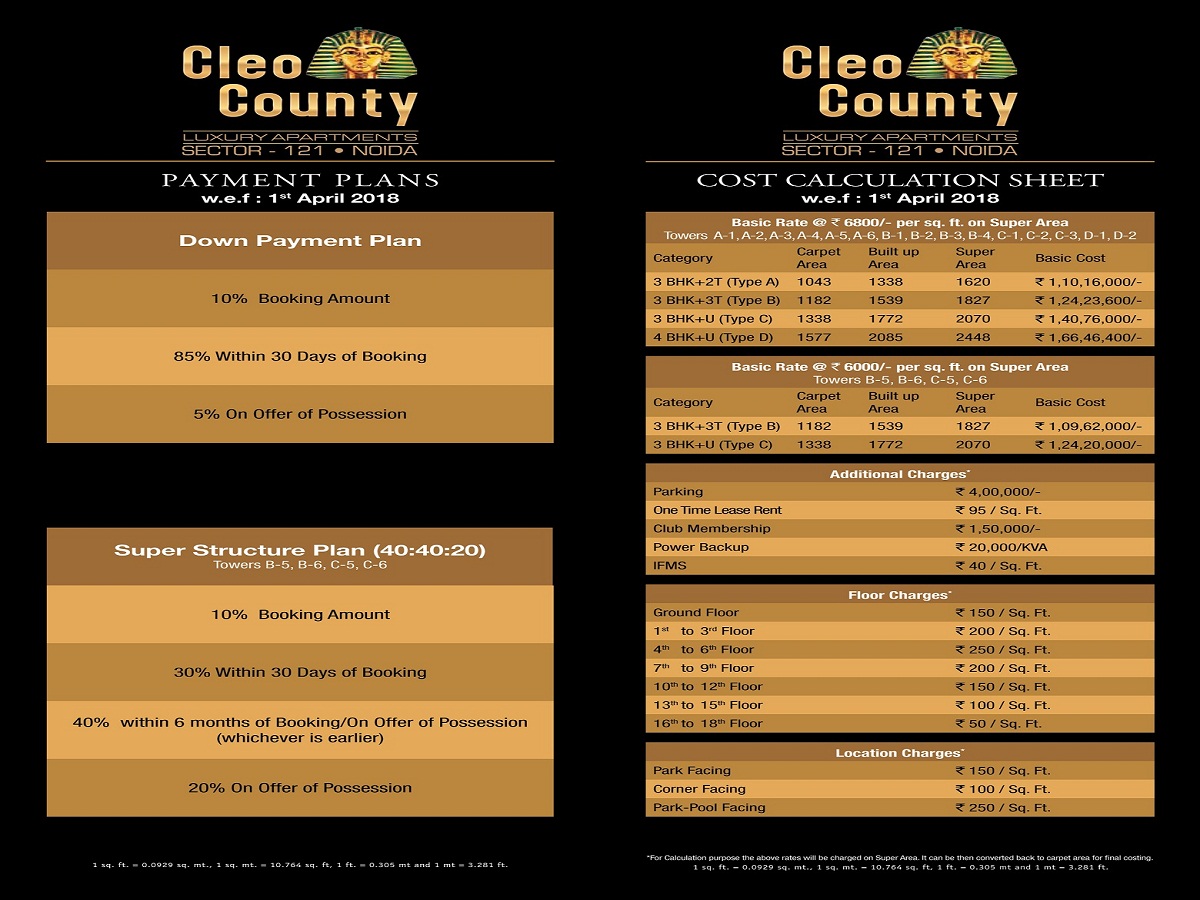 Cleo
County
LUXURY APARTMENTS
SECTOR - 121 • NOIDA
PAYMENT PLANS
w.e.f : 1st April 2018
Down Payment Plan
10% Booking Amount
85% Within 30 Days of Booking
5% On Offer of Possession
Super Structure Plan (40:40:20)
Towers B-5, B-6, C-5, C-6
10% Booking Amount
30% Within 30 Days of Booking
40% within 6 months of Booking/On Offer of Possession
(whichever is earlier)
20% On Offer of Possession
1 sq. ft. = 0.0929 sq. mt., 1 sq. mt. = 10.764 sq. ft, 1 ft. = 0.305 mt and 1 mt = 3.281 ft.
Cleo
County
LUXURY APARTMENTS
SECTOR - 121 • NOIDA
COST CALCULATION SHEET
w.e.f : 1st April 2018
Basic Rate @ ₹ 6800/- per sq. ft. on Super Area
Towers A-1, A-2, A-3, A-4, A-5, A-6, B-1, B-2, B-3, B-4, C-1, C-2, C-3, D-1, D-2
Category Carpet Area Built up Area Super Area Basic Cost
3 BHK+2T (Type A) 1043 1338 1620 ₹ 1,10,16,000/-
3 BHK+3T (Type B) 1182 1539 1827 ₹ 1,24,23,600/-
3 BHK+U (Type C) 1338 1772 2070 ₹ 1,40,76,000/-
4 BHK+U (Type D) 1577 2085 2448 ₹ 1,66,46,400/-
Basic Rate @ ₹ 6000/- per sq. ft. on Super Area
Towers B-5, B-6, C-5, C-6
Category Carpet Area Built up Area Super Area Basic Cost
3 BHK+3T (Type B) 1182 1539 1827 ₹ 1,09,62,000/-
3 BHK+U (Type C) 1338 1772 2070 ₹ 1,24,20,000/-
Additional Charges*
Parking ₹ 4,00,000/-
One Time Lease Rent ₹ 95 / Sq. Ft.
Club Membership ₹ 1,50,000/-
Power Backup ₹ 20,000/KVA
IFMS ₹ 40 / Sq. Ft.
Floor Charges*
Ground Floor ₹ 150 / Sq. Ft.
1st to 3rd Floor ₹ 200 / Sq. Ft.
4th to 6th Floor ₹ 250 / Sq. Ft.
7th to 9th Floor ₹ 200 / Sq. Ft.
10th to 12th Floor ₹ 150 / Sq. Ft.
13th to 15th Floor ₹ 100 / Sq. Ft.
16th to 18th Floor ₹ 50 / Sq. Ft.
Location Charges*
Park Facing ₹ 150 / Sq. Ft.
Corner Facing ₹ 100 / Sq. Ft.
Park-Pool Facing ₹ 250 / Sq. Ft.
*For Calculation purpose the above rates will be charged on Super Area. It can be then converted back to carpet area for final costing.
1 sq. ft. = 0.0929 sq. mt., 1 sq. mt. = 10.764 sq. ft, 1 ft. = 0.305 mt and 1 mt = 3.281 ft.